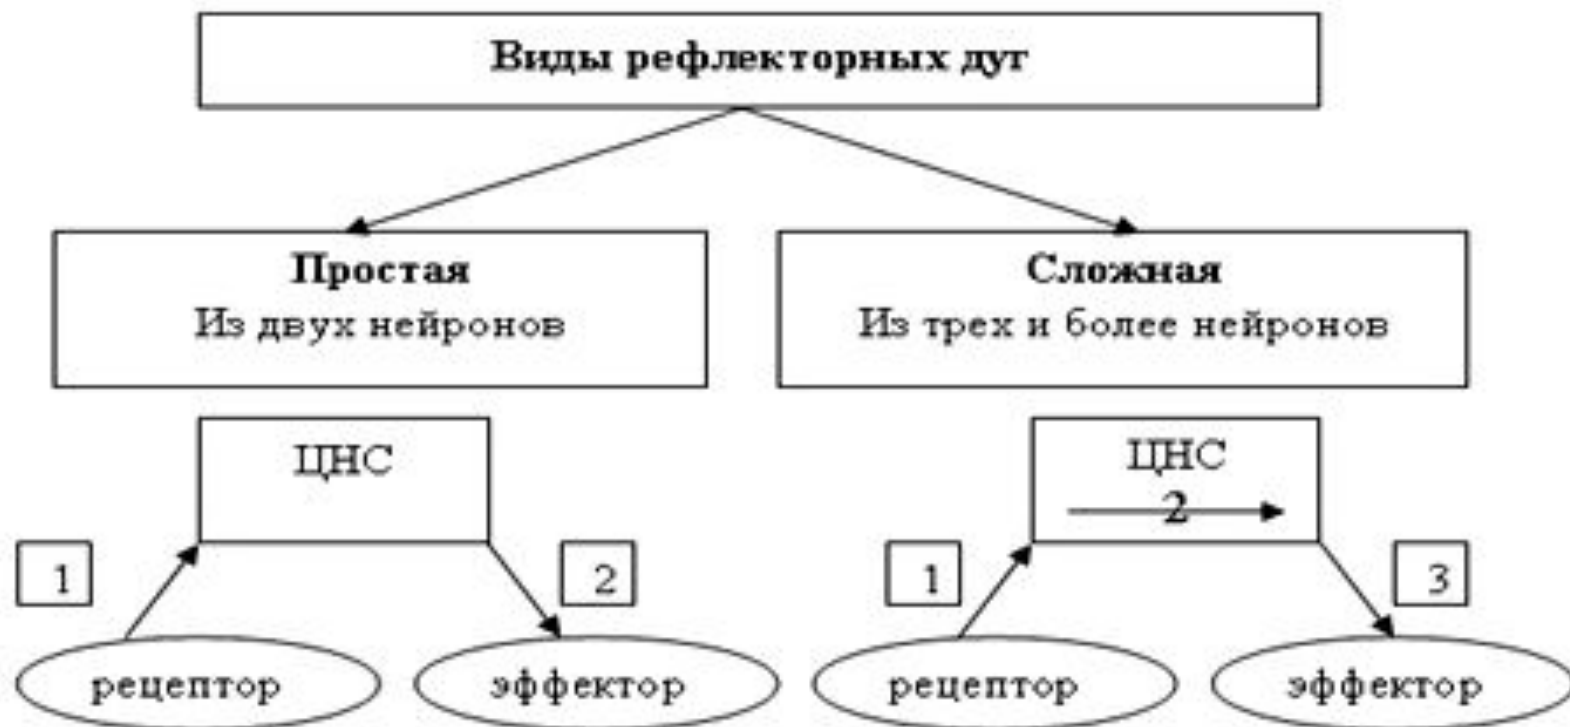 Виды рефлекторных дуг
Простая
Из двух нейронов
Сложная
Из трех и более нейронов
ЦНС
1
2
рецептор
эффектор
ЦНС
2
1
3
рецептор
эффектор